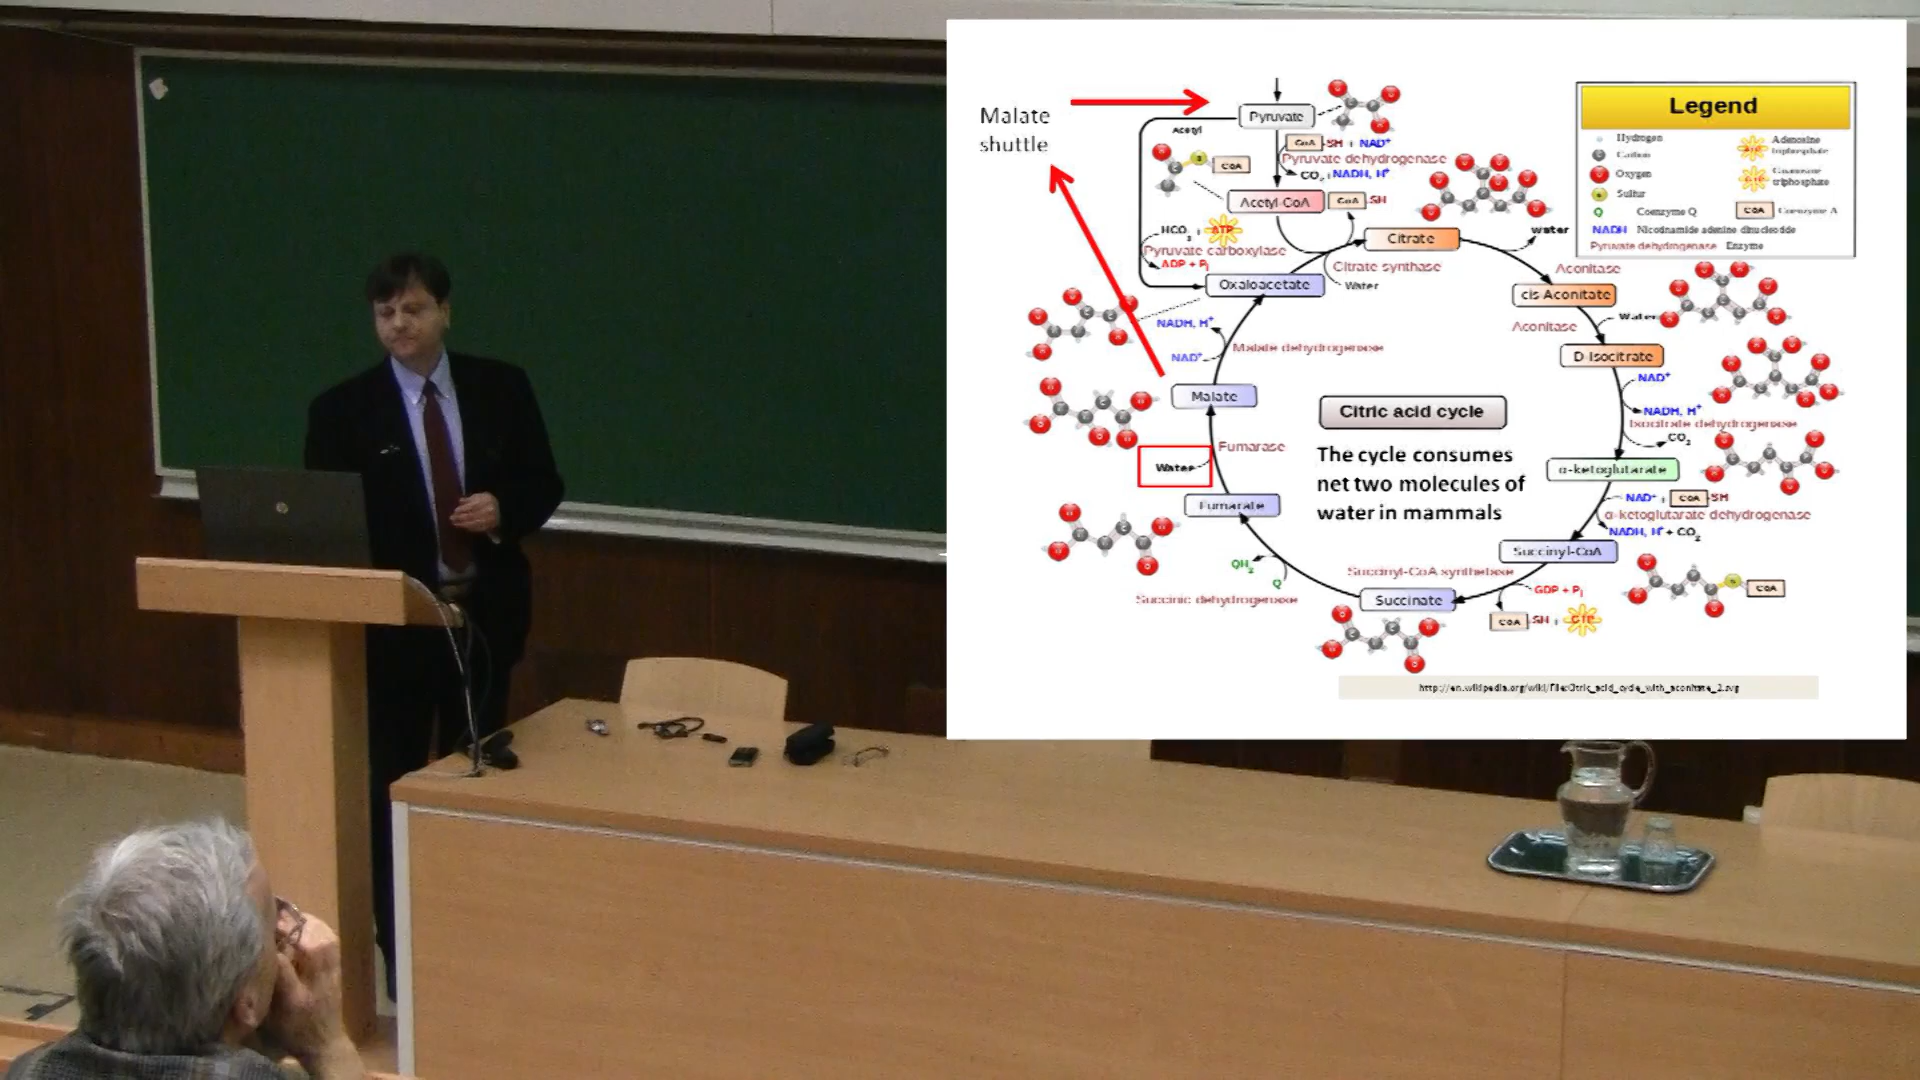 Malate
shuttle
Pyruvate
Acetyl
CoA -SH + NAD⁺
Pyruvate dehydrogenase
CO₂ + NADH, H⁺
CoA
Acetyl-CoA
CoA -SH
HCO₃ + ATP
Pyruvate carboxylase
ADP + Pi
Citrate
water
Citrate synthase
Water
Oxaloacetate
Aconitase
cis-Aconitate
Water
Aconitase
D-Isocitrate
NADH, H⁺
NAD⁺
Malate dehydrogenase
NAD⁺
NADH, H⁺
Isocitrate dehydrogenase
CO₂
Malate
Citric acid cycle
Fumarase
Water
The cycle consumes
net two molecules of
water in mammals
α-ketoglutarate
NAD⁺ + CoA -SH
α-ketoglutarate dehydrogenase
NADH, H⁺ + CO₂
Fumarate
Succinyl-CoA
QH₂
Q
Succinic dehydrogenase
Succinyl-CoA synthetase
GDP + Pi
Succinate
CoA -SH + GTP
CoA
Legend
Hydrogen
Carbon
Oxygen
Sulfur
Q Coenzyme Q
NADH Nicotinamide adenine dinucleotide
Pyruvate dehydrogenase Enzyme
ATP Adenosine
triphosphate
GTP Guanosine
triphosphate
CoA Coenzyme A
http://en.wikipedia.org/wiki/File:Citric_acid_cycle_with_aconitate_2.svg